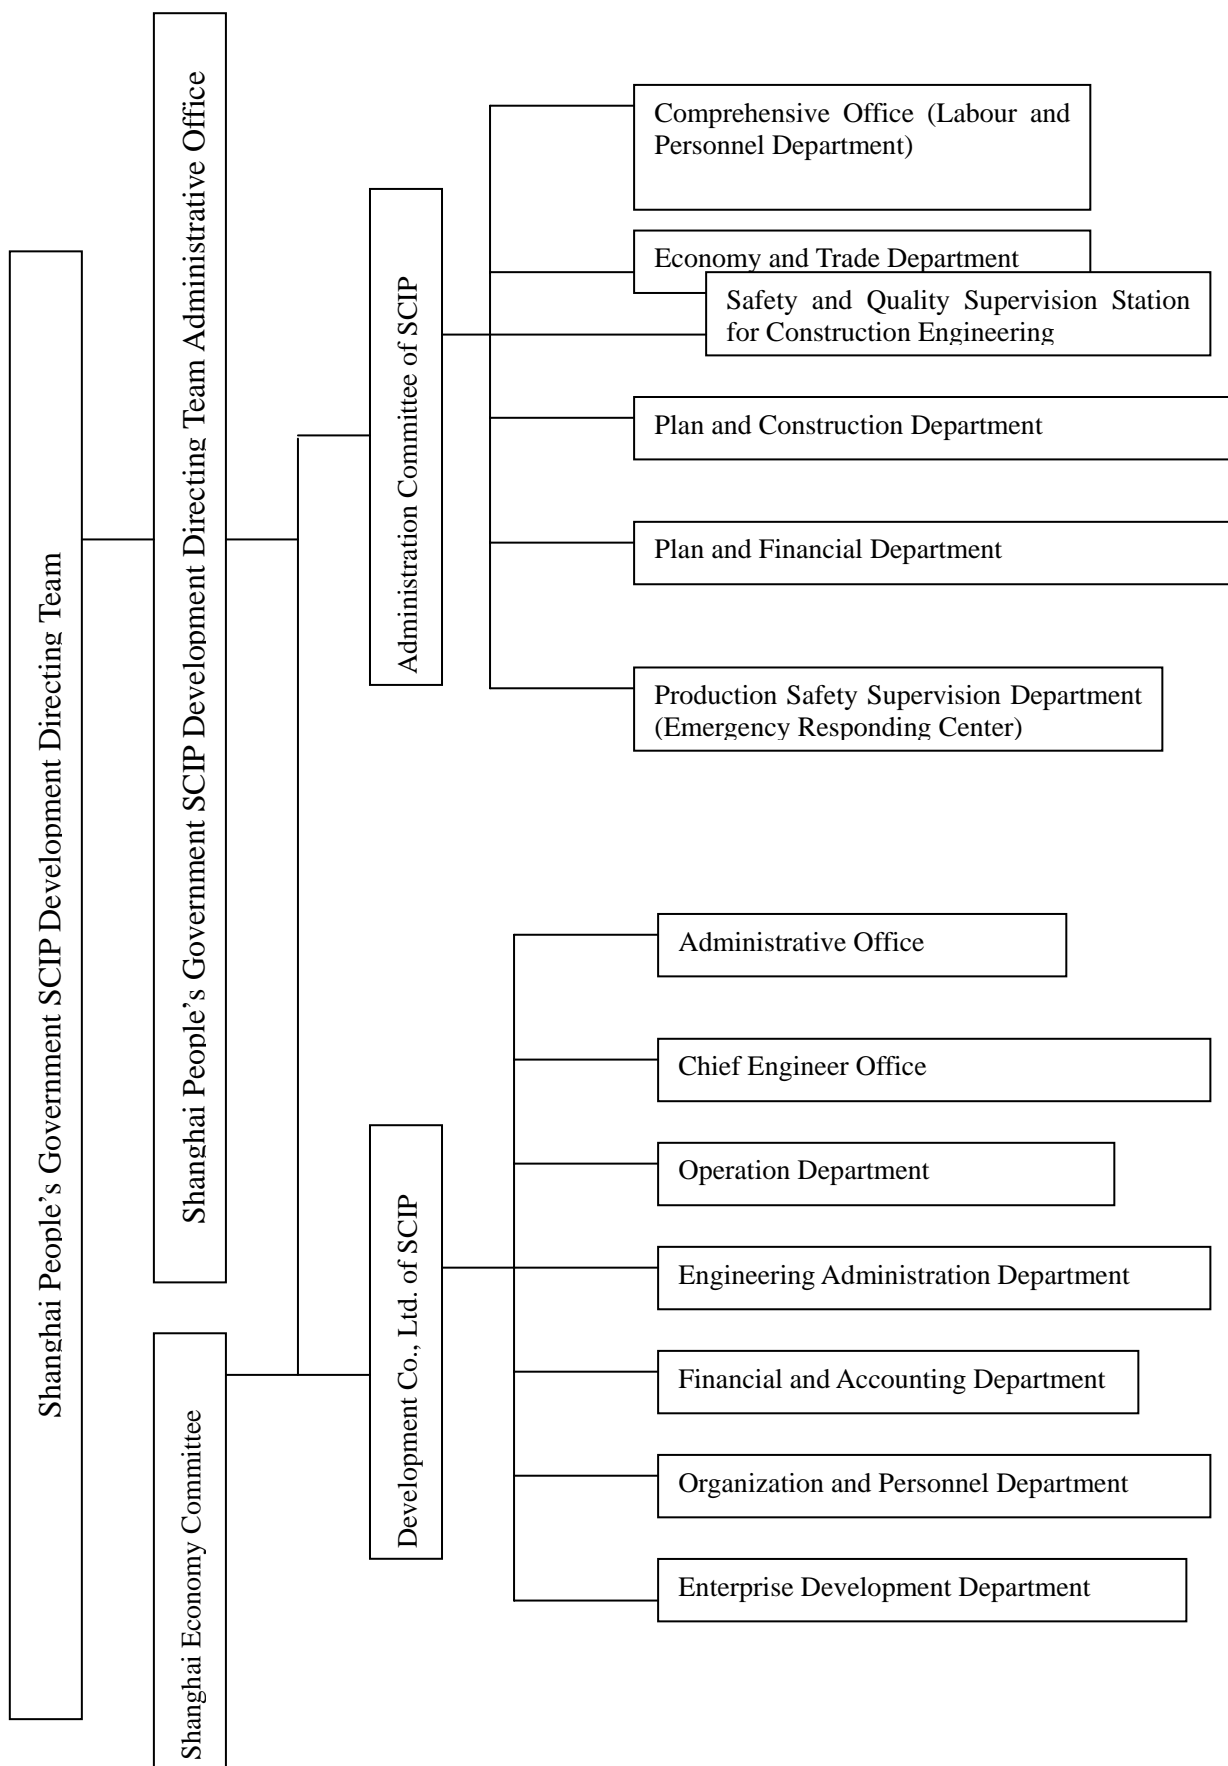 Shanghai People’s Government SCIP Development Directing Team
Shanghai People’s Government SCIP Development Directing Team Administrative Office
Shanghai Economy Committee
Administration Committee of SCIP
Comprehensive Office (Labour and
Personnel Department)
Economy and Trade Department
Safety and Quality Supervision Station
for Construction Engineering
Plan and Construction Department
Plan and Financial Department
Production Safety Supervision Department
(Emergency Responding Center)
Development Co., Ltd. of SCIP
Administrative Office
Chief Engineer Office
Operation Department
Engineering Administration Department
Financial and Accounting Department
Organization and Personnel Department
Enterprise Development Department